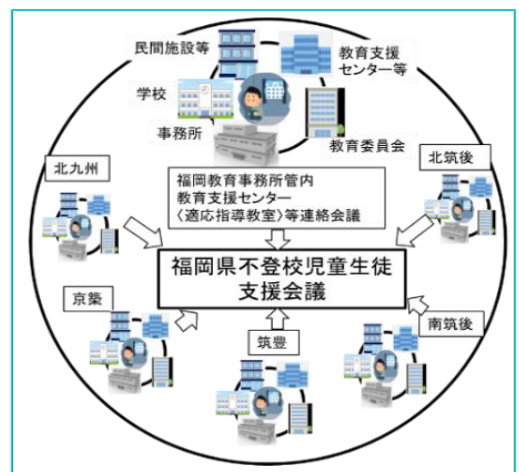 民間施設等
教育支援
センター等
学校
事務所
教育委員会
北九州
北筑後
福岡教育事務所管内
教育支援センター
〈適応指導教室〉等連絡会議
福岡県不登校児童生徒
支援会議
京築
筑豊
南筑後